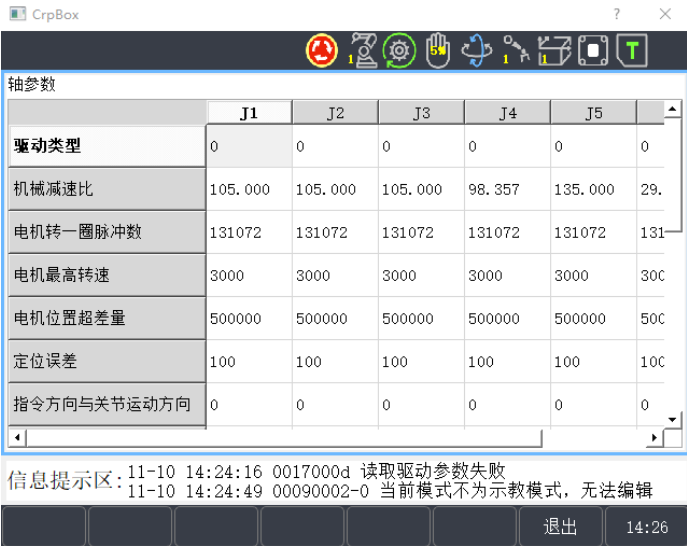 CrpBox
? ×
1 5% 1 1 T
轴参数
J1 J2 J3 J4 J5
驱动类型 0 0 0 0 0 0
机械减速比 105.000 105.000 105.000 98.357 135.000 29.
电机转一圈脉冲数 131072 131072 131072 131072 131072 131
电机最高转速 3000 3000 3000 3000 3000 300
电机位置超差量 500000 500000 500000 500000 500000 500
定位误差 100 100 100 100 100 100
指令方向与关节运动方向 0 0 0 0 0 0
信息提示区: 11-10 14:24:16 0017000d 读取驱动参数失败
11-10 14:24:49 00090002-0 当前模式不为示教模式, 无法编辑
退出 14:26